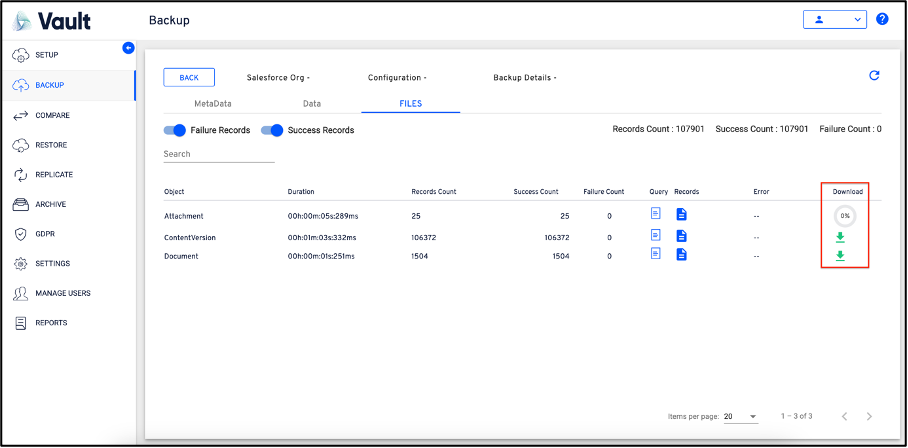 Vault
Backup
?
SETUP
BACKUP
COMPARE
RESTORE
REPLICATE
ARCHIVE
GDPR
SETTINGS
MANAGE USERS
REPORTS
BACK Salesforce Org - Configuration - Backup Details -
MetaData Data FILES
Failure Records Success Records Records Count : 107901 Success Count : 107901 Failure Count : 0
Search
Object Duration Records Count Success Count Failure Count Query Records Error Download
Attachment 00h:00m:05s:289ms 25 25 0 -- 0%
ContentVersion 00h:01m:03s:332ms 106372 106372 0 --
Document 00h:00m:01s:251ms 1504 1504 0 --
Items per page: 20 1 – 3 of 3